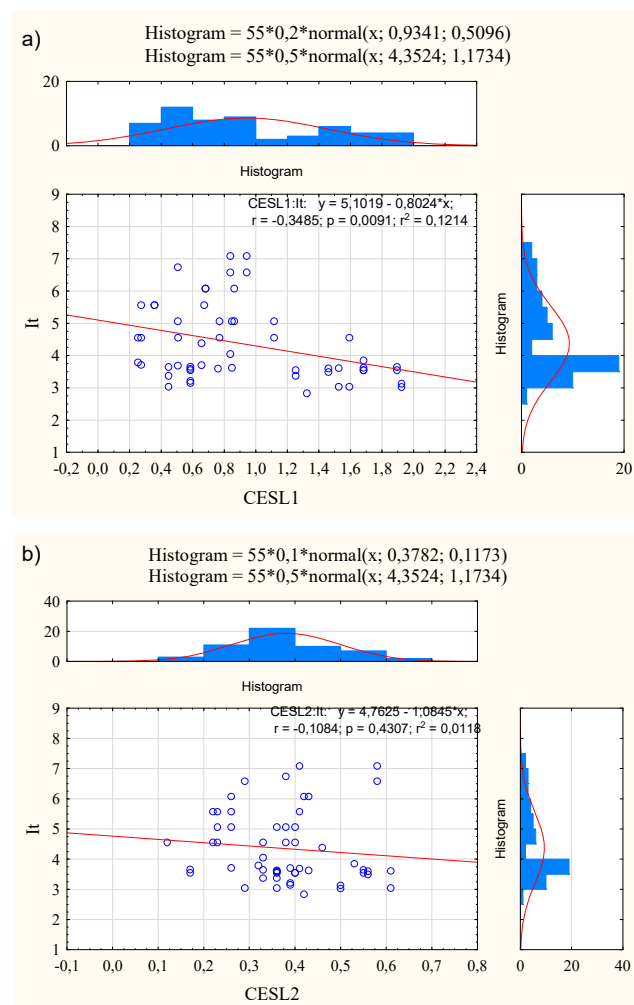 a)
Histogram = 55*0,2*normal(x; 0,9341; 0,5096)
Histogram = 55*0,5*normal(x; 4,3524; 1,1734)
20
10
0
Histogram
CESL1:It: y = 5,1019 - 0,8024*x;
r = -0,3485; p = 0,0091; r² = 0,1214
9
8
7
6
5
4
3
2
1
It
-0,2 0,0 0,2 0,4 0,6 0,8 1,0 1,2 1,4 1,6 1,8 2,0 2,2 2,4
CESL1
Histogram
0 10 20
b)
Histogram = 55*0,1*normal(x; 0,3782; 0,1173)
Histogram = 55*0,5*normal(x; 4,3524; 1,1734)
40
20
0
Histogram
CESL2:It: y = 4,7625 - 1,0845*x;
r = -0,1084; p = 0,4307; r² = 0,0118
9
8
7
6
5
4
3
2
1
It
-0,1 0,0 0,1 0,2 0,3 0,4 0,5 0,6 0,7 0,8
CESL2
Histogram
0 20 40